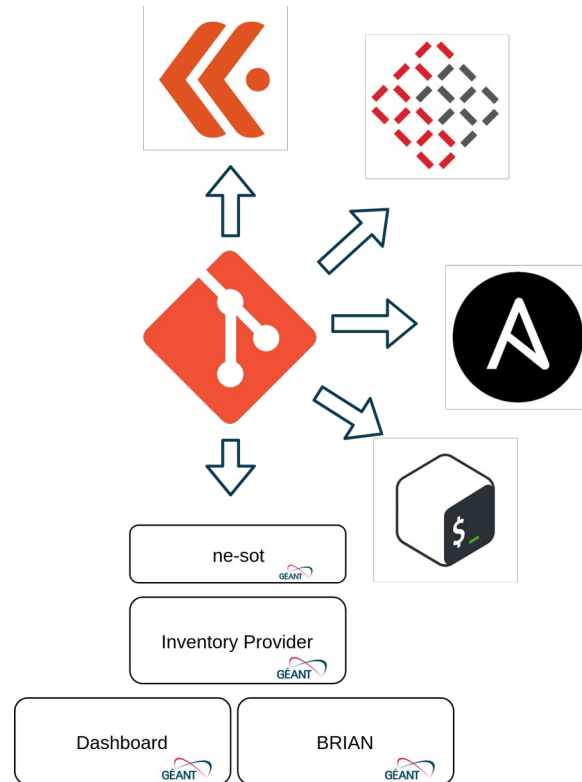 $_
ne-sot
GÉANT
Inventory Provider
GÉANT
Dashboard
GÉANT
BRIAN
GÉANT